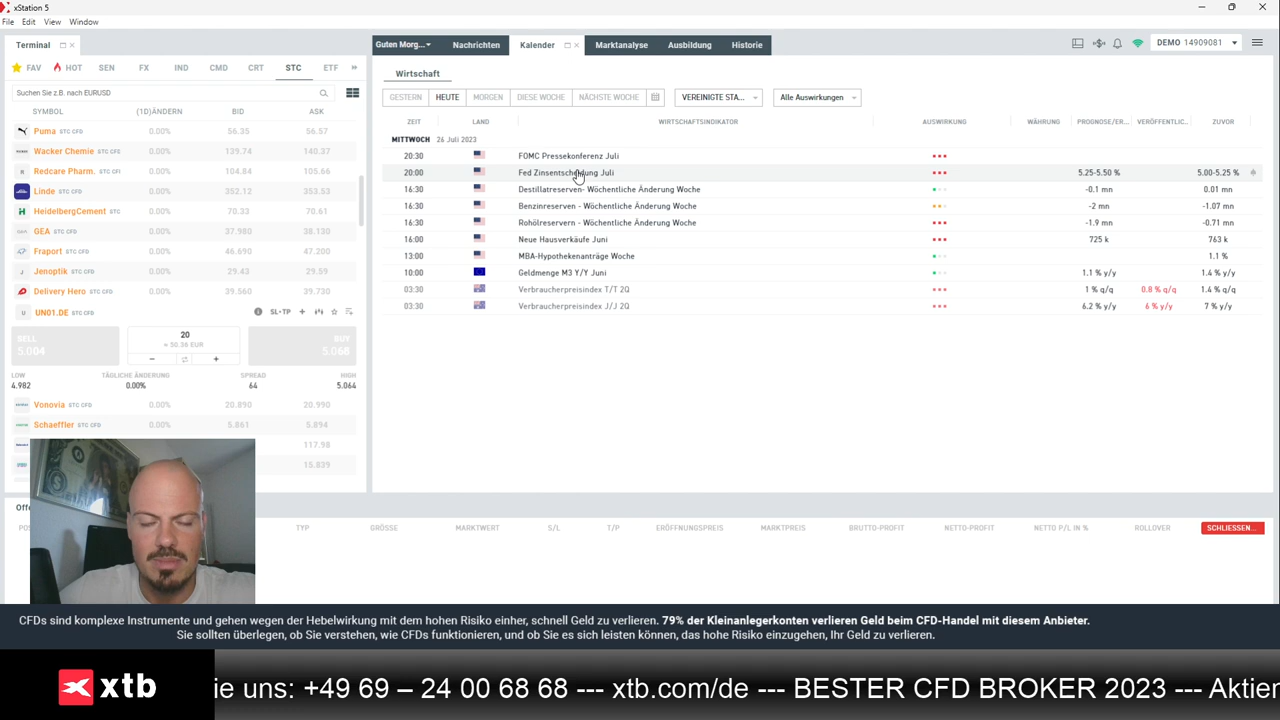 xStation 5
File Edit View Window
Terminal
FAV HOT SEN FX IND CMD CRT STC ETF
Suchen Sie z.B. nach EURUSD
SYMBOL (1D)ÄNDERN BID ASK
Puma STC CFD 0.00% 56.35 56.57
Wacker Chemie STC CFD 0.00% 139.74 140.37
Redcare Pharm. STC CFD 0.00% 104.84 105.66
Linde STC CFD 0.00% 352.12 353.53
HeidelbergCement STC 0.00% 70.33 70.61
GEA STC CFD 0.00% 37.980 38.130
Fraport STC CFD 0.00% 46.690 47.200
Jenoptik STC CFD 0.00% 29.43 29.59
Delivery Hero STC CFD 0.00% 39.560 39.730
UN01.DE STC CFD SL+TP
SELL 5.004
20
≈ 50.36 EUR
BUY 5.068
LOW TÄGLICHE ÄNDERUNG SPREAD HIGH
4.982 0.00% 64 5.064
Vonovia STC CFD 0.00% 20.890 20.990
Schaeffler STC CFD 0.00% 5.861 5.894
117.98
15.839
Guten Morg... Nachrichten Kalender Marktanalyse Ausbildung Historie
DEMO 14909081
Wirtschaft
GESTERN HEUTE MORGEN DIESE WOCHE NÄCHSTE WOCHE VEREINIGTE STA... Alle Auswirkungen
ZEIT LAND WIRTSCHAFTSINDIKATOR AUSWIRKUNG WÄHRUNG PROGNOSE/ER... VERÖFFENTLIC... ZUVOR
MITTWOCH 26 Juli 2023
20:30 FOMC Pressekonferenz Juli
20:00 Fed Zinsentscheidung Juli 5.25-5.50 % 5.00-5.25 %
16:30 Destillatreserven- Wöchentliche Änderung Woche -0.1 mn 0.01 mn
16:30 Benzinreserven - Wöchentliche Änderung Woche -2 mn -1.07 mn
16:30 Rohölreservern - Wöchentliche Änderung Woche -1.9 mn -0.71 mn
16:00 Neue Hausverkäufe Juni 725 k 763 k
13:00 MBA-Hypothekenanträge Woche 1.1 %
10:00 Geldmenge M3 Y/Y Juni 1.1 % y/y 1.4 % y/y
03:30 Verbraucherpreisindex T/T 2Q 1 % q/q 0.8 % q/q 1.4 % q/q
03:30 Verbraucherpreisindex J/J 2Q 6.2 % y/y 6 % y/y 7 % y/y
TYP GRÖSSE MARKTWERT S/L T/P ERÖFFNUNGSPREIS MARKTPREIS BRUTTO-PROFIT NETTO-PROFIT NETTO P/L IN % ROLLOVER SCHLIESSEN...
CFDs sind komplexe Instrumente und gehen wegen der Hebelwirkung mit dem hohen Risiko einher, schnell Geld zu verlieren. 79% der Kleinanlegerkonten verlieren Geld beim CFD-Handel mit diesem Anbieter.
Sie sollten überlegen, ob Sie verstehen, wie CFDs funktionieren, und ob Sie es sich leisten können, das hohe Risiko einzugehen, Ihr Geld zu verlieren.
xtb
ie uns: +49 69 – 24 00 68 68 --- xtb.com/de --- BESTER CFD BROKER 2023 --- Aktien